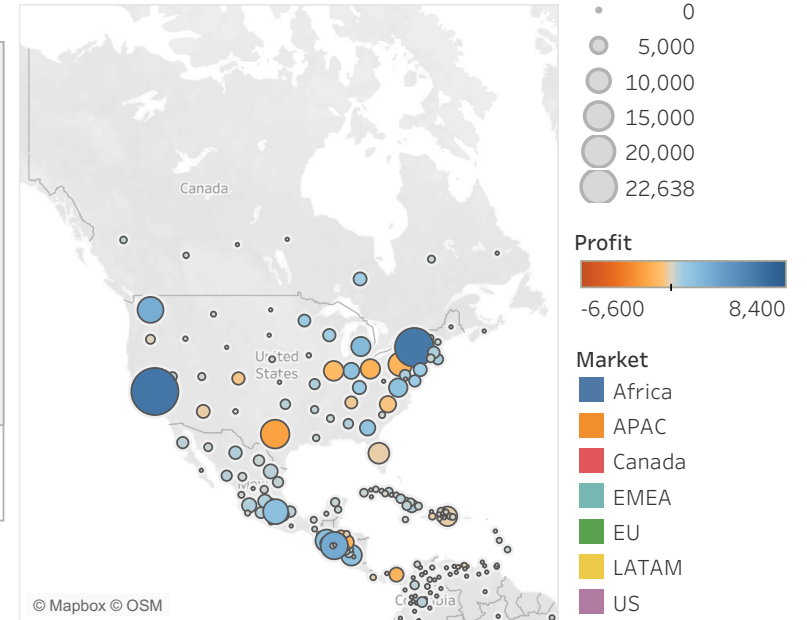 Canada
United
States
© Mapbox © OSM
0
5,000
10,000
15,000
20,000
22,638
Profit
-6,600
8,400
Market
Africa
APAC
Canada
EMEA
EU
LATAM
US